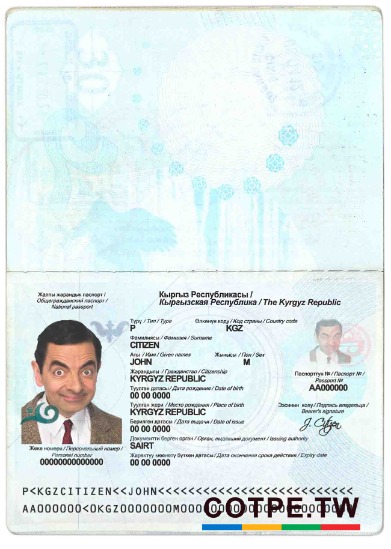 Жалпы жарандык паспорт /
Общегражданский паспорт /
National passport
Кыргыз Республикасы /
Кыргызская Республика / The Kyrgyz Republic
Түрү / Тип / Type
Өлкөнүн коду / Код страны / Country code
P
KGZ
Фамилиясы / Фамилия / Surname
CITIZEN
Аты / Имя / Given names
Жынысы / Пол / Sex
JOHN
M
Жарандыгы / Гражданство / Citizenship
KYRGYZ REPUBLIC
Туулган датасы / Дата рождения / Date of birth
00 00 0000
Туулган жери / Место рождения / Place of birth
KYRGYZ REPUBLIC
Берилген датасы / Дата выдачи / Date of issue
00 00 0000
Документти берген орган / Орган, выдавший документ / Issuing authority
SAIRT
Жарактуу мөөнөтү бүткөн датасы / Дата окончания срока действия / Expiry date
00 00 0000
Паспорттун № / Паспорт № /
Passport №
AA000000
Ээсинин колу / Подпись владельца /
Bearer's signature
J. Citizen
Жеке номери / Персональный номер /
Personal number
00000000000000
P<KGZCITIZEN<<JOHN<<<<<<<<<<<<<<<<<<<<<<<<<<
COTPE.TW